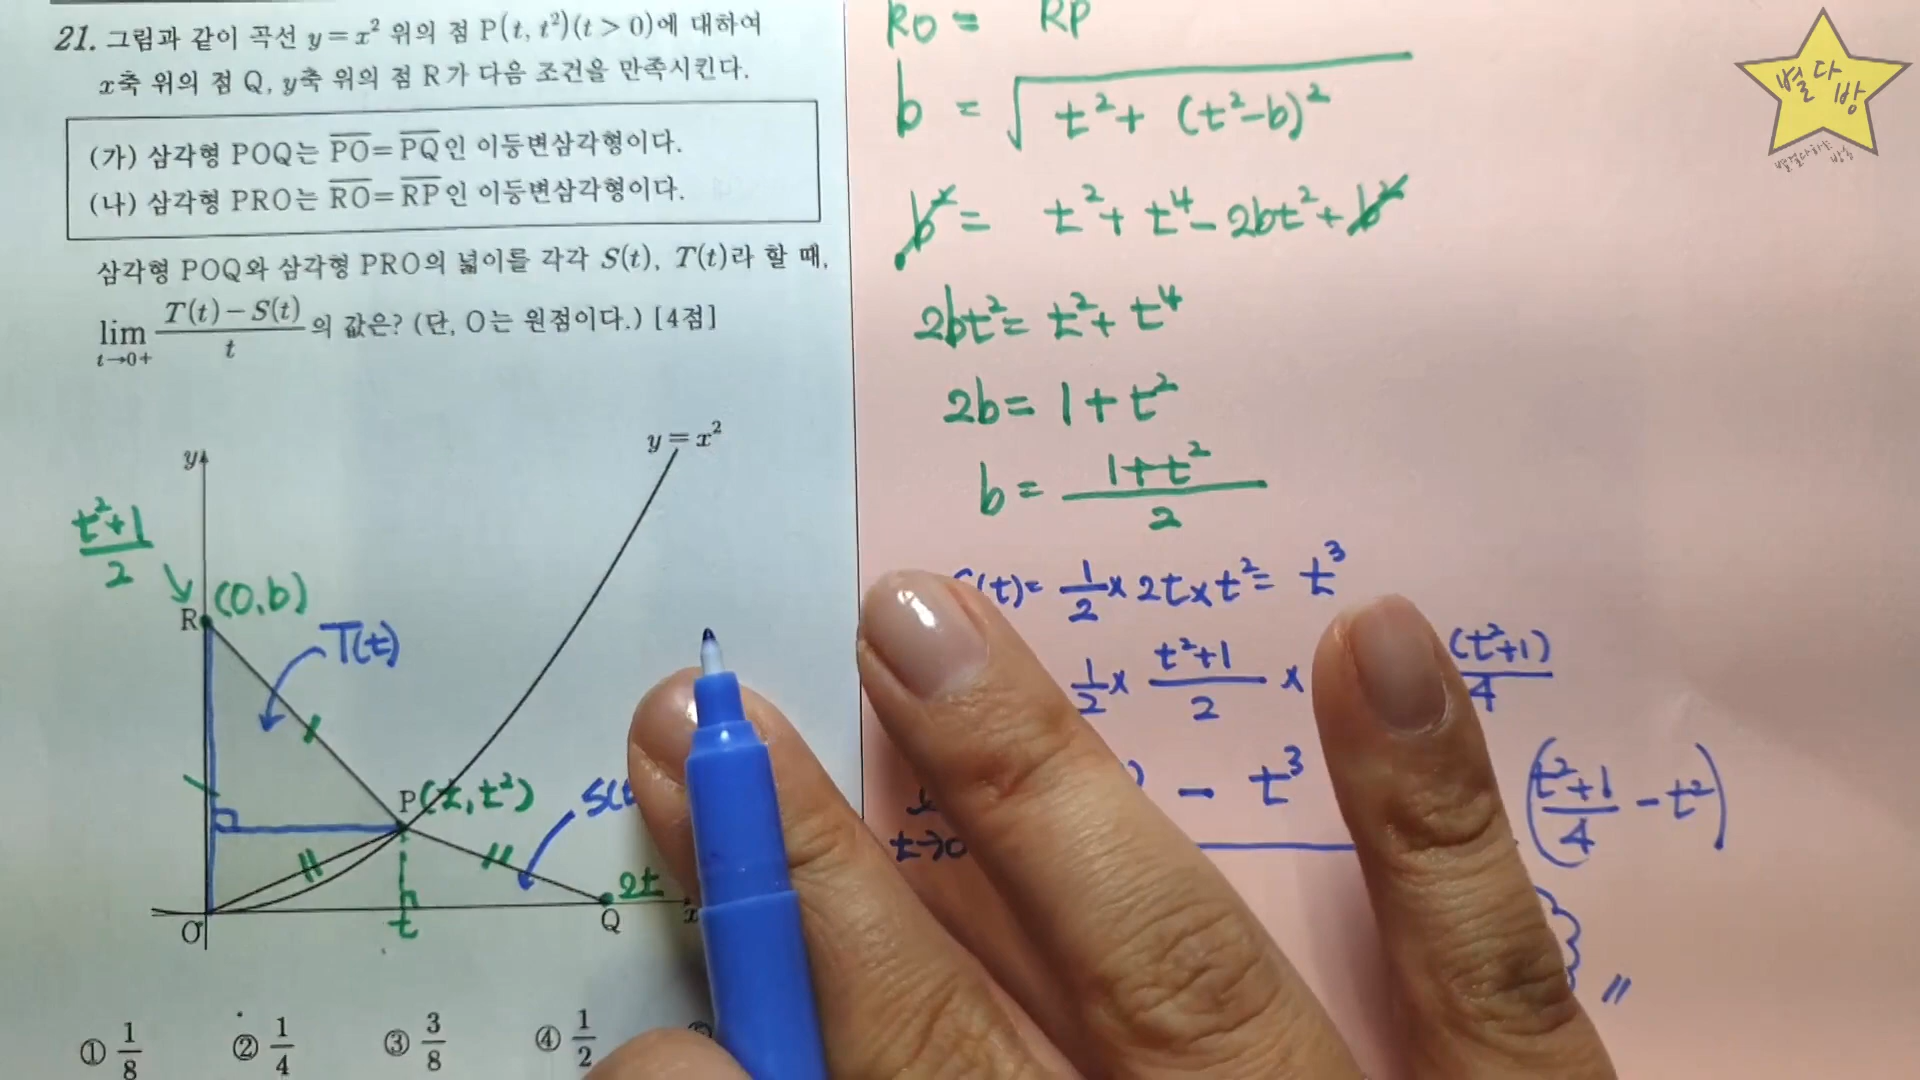 21. 그림과 같이 곡선 y=x² 위의 점 P(t, t²)(t>0)에 대하여
x축 위의 점 Q, y축 위의 점 R가 다음 조건을 만족시킨다.
(가) 삼각형 POQ는 PO=PQ인 이등변삼각형이다.
(나) 삼각형 PRO는 RO=RP인 이등변삼각형이다.
삼각형 POQ와 삼각형 PRO의 넓이를 각각 S(t), T(t)라 할 때,
lim t→0+ (T(t)−S(t))/t 의 값은? (단, O는 원점이다.) [4점]
y=x²
y
(t²+1)/2
R (0,b)
T(t)
P(t, t²)
2t
O t Q x
① 1/8 ② 1/4 ③ 3/8 ④ 1/2
RO = RP
b = √(t²+(t²-b)²)
b² = t²+t⁴-2bt²+b²
2bt² = t²+t⁴
2b = 1+t²
b = (1+t²)/2
(t)= 1/2 × 2t × t² = t³
1/2 × (t²+1)/2 × (t²+1)/4
− t³ ((t²+1)/4 − t²)
t→0
별다방